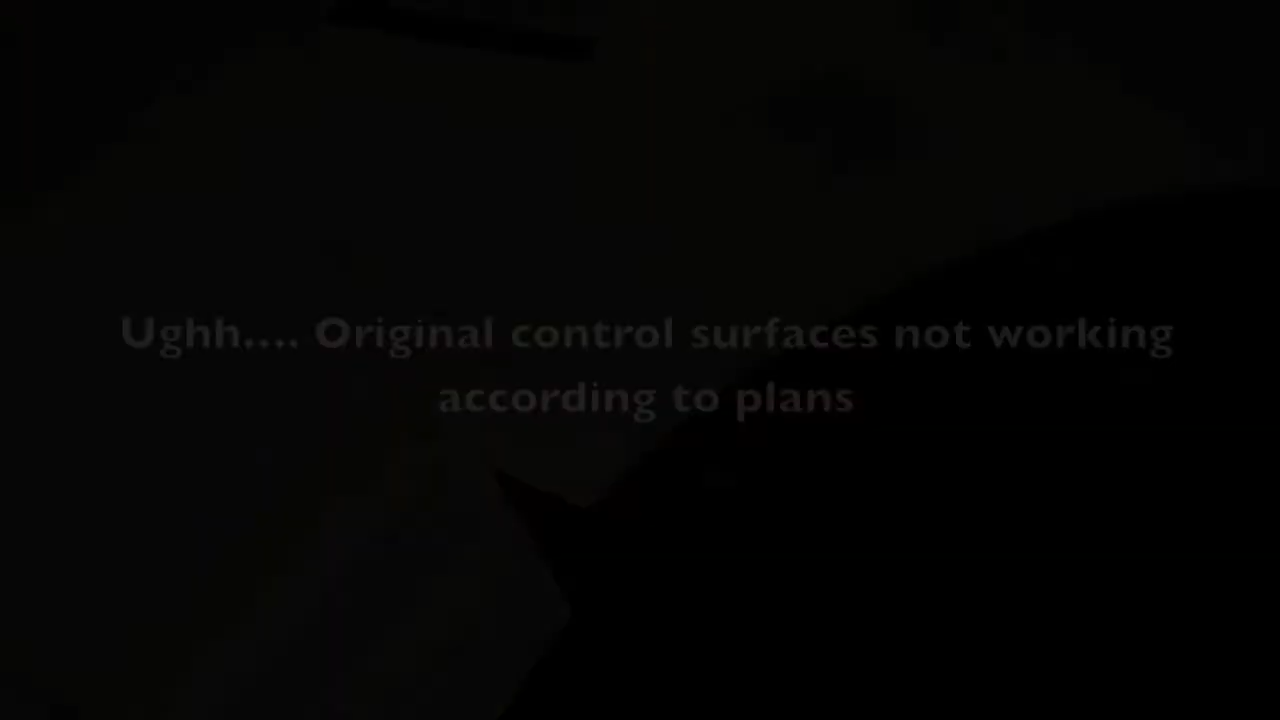 Ughh.... Original control surfaces not working
according to plans